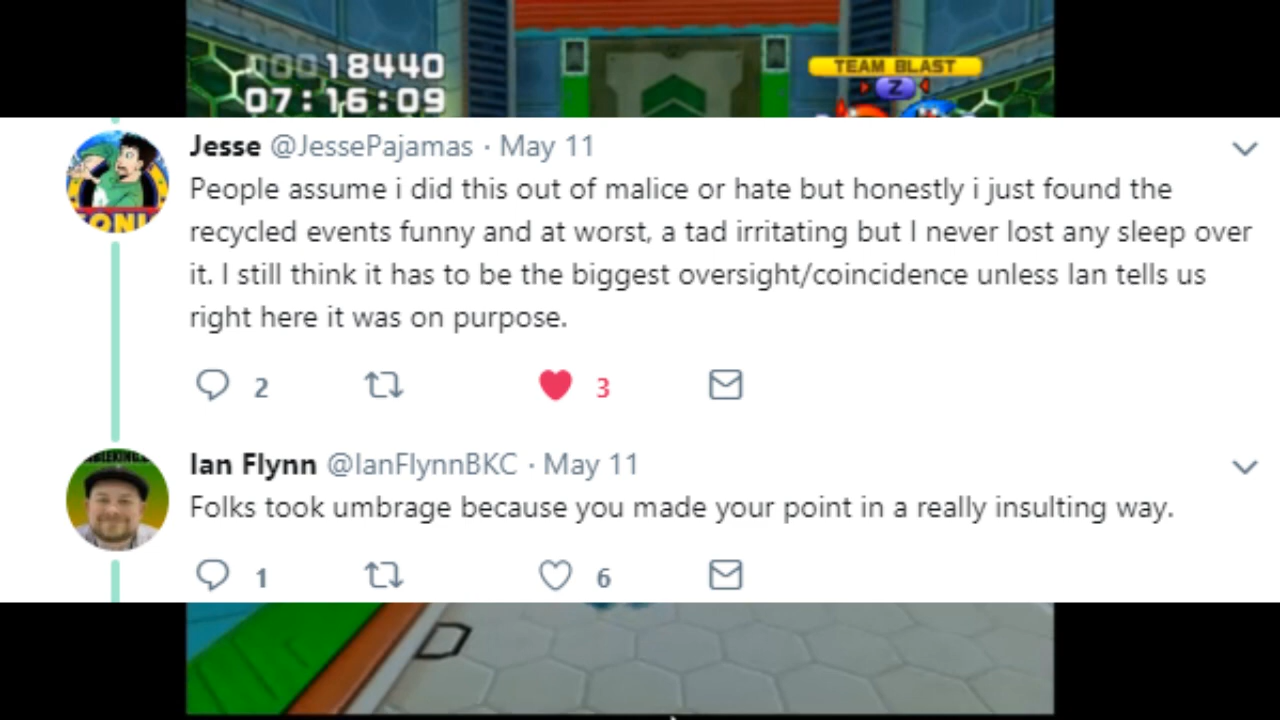 00018440
TEAM BLAST
07:16:09
Z
Jesse @JessePajamas · May 11
People assume i did this out of malice or hate but honestly i just found the
recycled events funny and at worst, a tad irritating but I never lost any sleep over
it. I still think it has to be the biggest oversight/coincidence unless Ian tells us
right here it was on purpose.
2 3
Ian Flynn @IanFlynnBKC · May 11
Folks took umbrage because you made your point in a really insulting way.
1 6